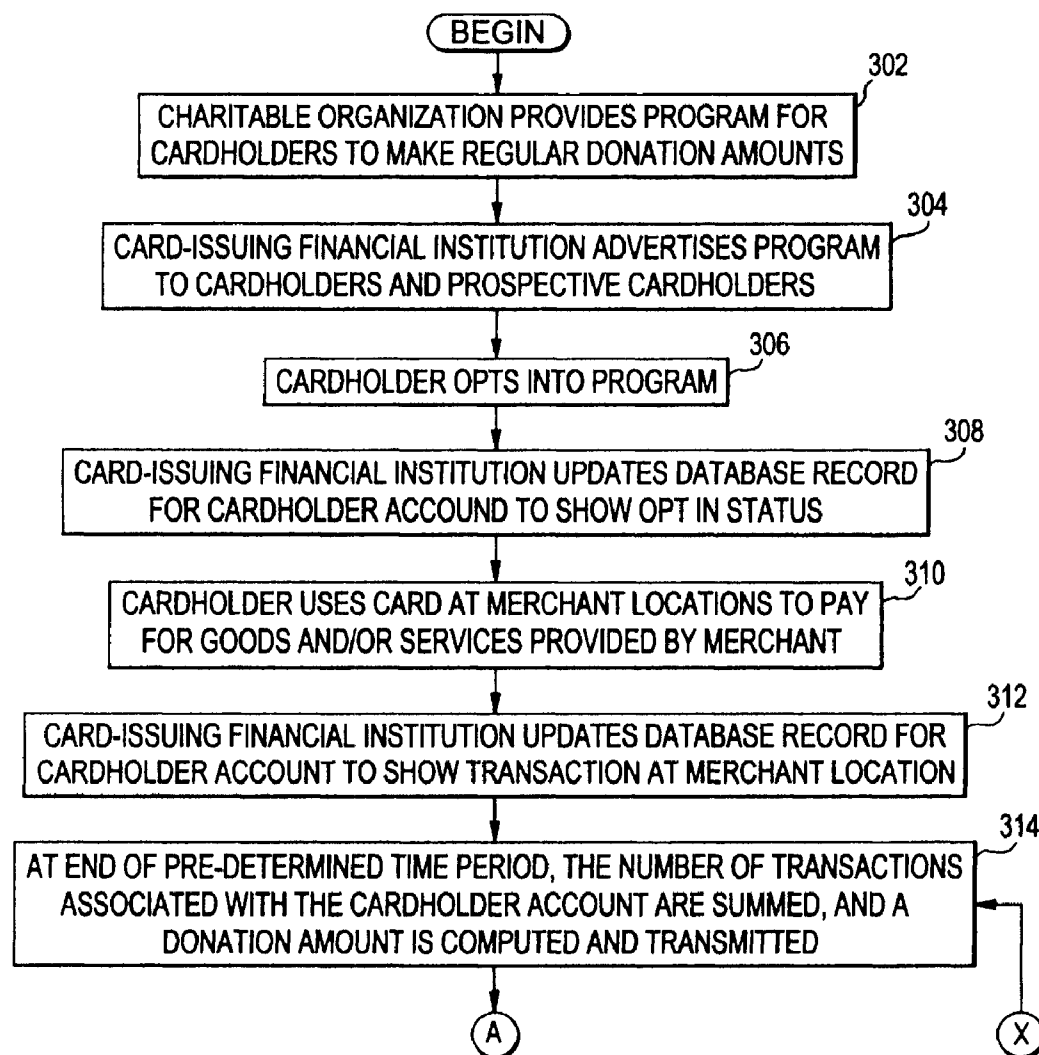 BEGIN
302
CHARITABLE ORGANIZATION PROVIDES PROGRAM FOR
CARDHOLDERS TO MAKE REGULAR DONATION AMOUNTS
304
CARD-ISSUING FINANCIAL INSTITUTION ADVERTISES PROGRAM
TO CARDHOLDERS AND PROSPECTIVE CARDHOLDERS
306
CARDHOLDER OPTS INTO PROGRAM
308
CARD-ISSUING FINANCIAL INSTITUTION UPDATES DATABASE RECORD
FOR CARDHOLDER ACCOUND TO SHOW OPT IN STATUS
310
CARDHOLDER USES CARD AT MERCHANT LOCATIONS TO PAY
FOR GOODS AND/OR SERVICES PROVIDED BY MERCHANT
312
CARD-ISSUING FINANCIAL INSTITUTION UPDATES DATABASE RECORD FOR
CARDHOLDER ACCOUNT TO SHOW TRANSACTION AT MERCHANT LOCATION
314
AT END OF PRE-DETERMINED TIME PERIOD, THE NUMBER OF TRANSACTIONS
ASSOCIATED WITH THE CARDHOLDER ACCOUNT ARE SUMMED, AND A
DONATION AMOUNT IS COMPUTED AND TRANSMITTED
A
X